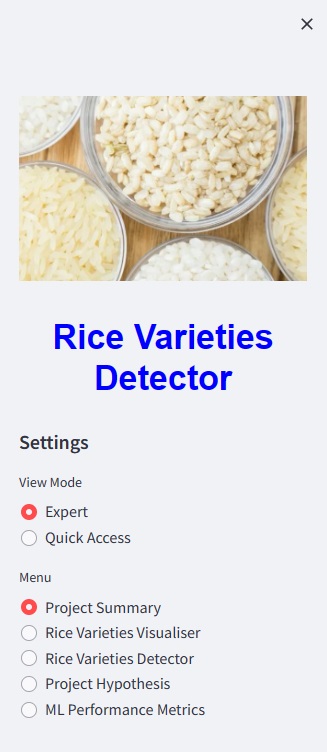 Rice Varieties
Detector
Settings
View Mode
Expert
Quick Access
Menu
Project Summary
Rice Varieties Visualiser
Rice Varieties Detector
Project Hypothesis
ML Performance Metrics